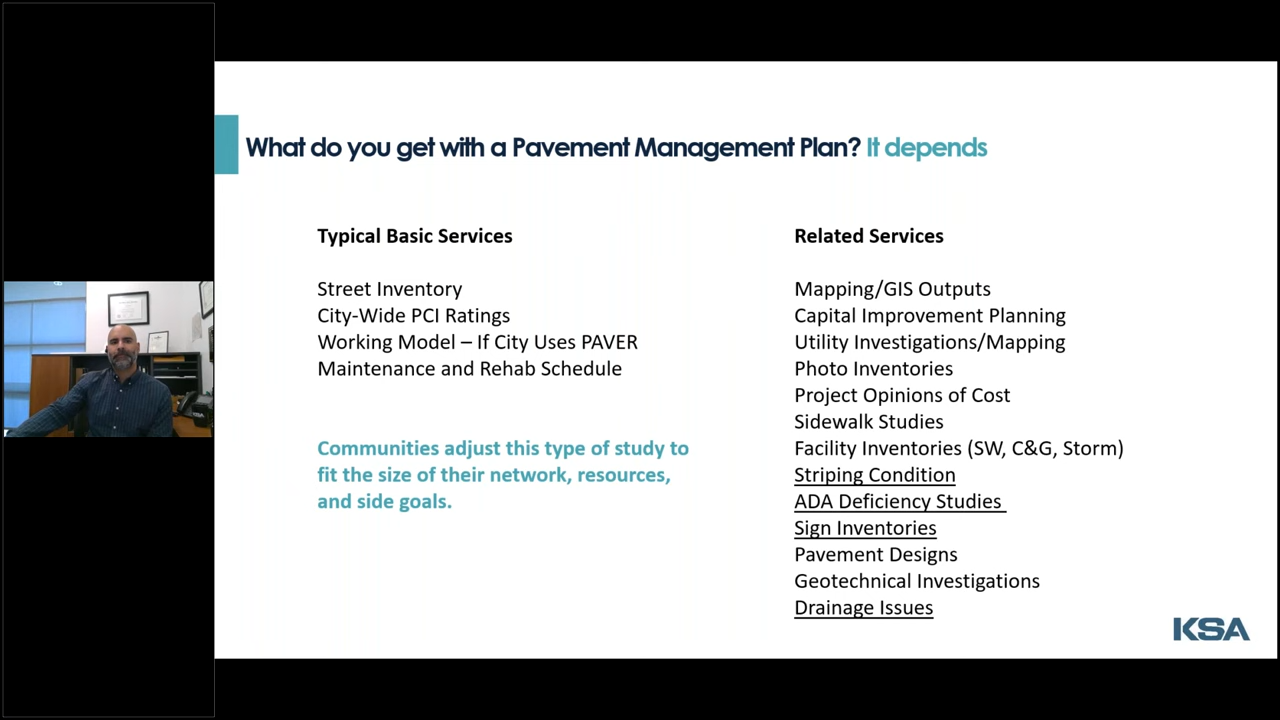 What do you get with a Pavement Management Plan? It depends
Typical Basic Services
Street Inventory
City-Wide PCI Ratings
Working Model – If City Uses PAVER
Maintenance and Rehab Schedule
Communities adjust this type of study to
fit the size of their network, resources,
and side goals.
Related Services
Mapping/GIS Outputs
Capital Improvement Planning
Utility Investigations/Mapping
Photo Inventories
Project Opinions of Cost
Sidewalk Studies
Facility Inventories (SW, C&G, Storm)
Striping Condition
ADA Deficiency Studies
Sign Inventories
Pavement Designs
Geotechnical Investigations
Drainage Issues
KSA